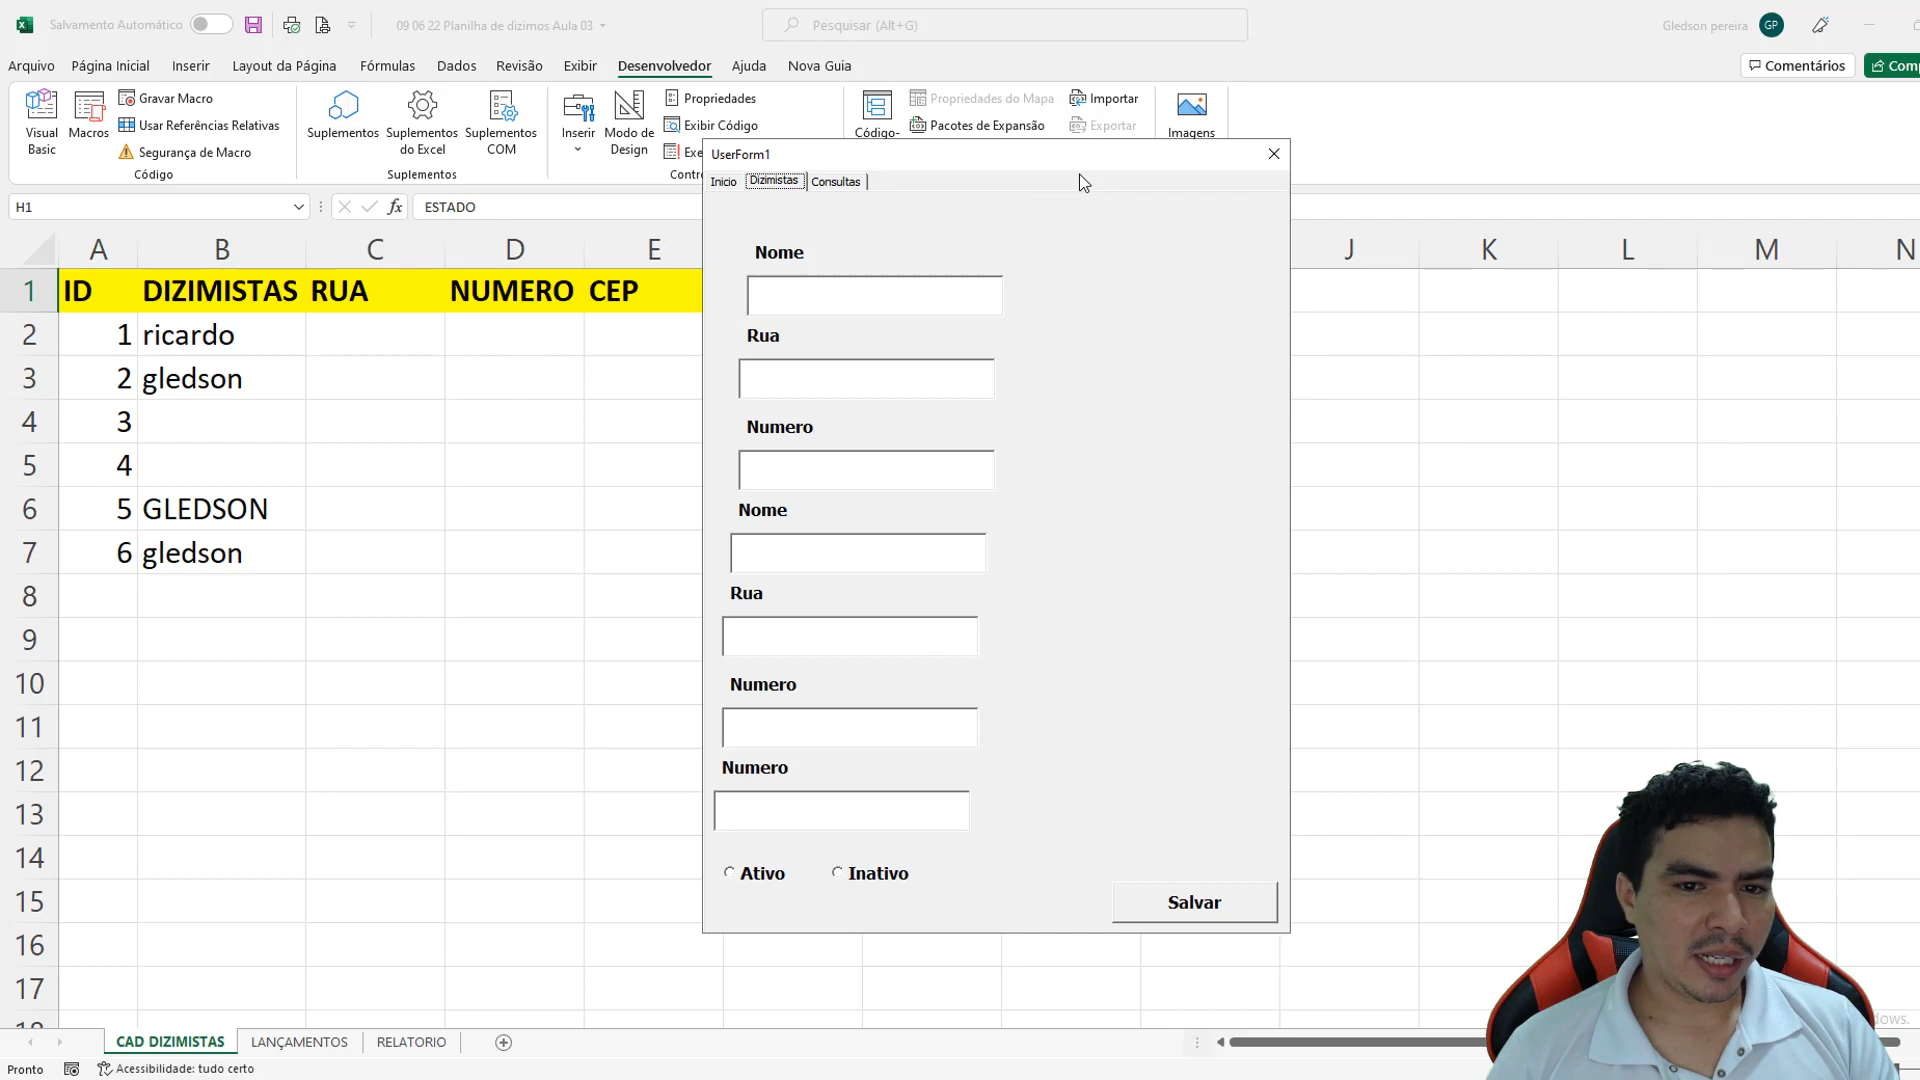 Salvamento Automático
09 06 22 Planilha de dizimos Aula 03
Pesquisar (Alt+G)
Gledson pereira
GP
Arquivo
Página Inicial
Inserir
Layout da Página
Fórmulas
Dados
Revisão
Exibir
Desenvolvedor
Ajuda
Nova Guia
Comentários
Visual
Basic
Macros
Gravar Macro
Usar Referências Relativas
Segurança de Macro
Código
Suplementos
Suplementos
do Excel
Suplementos
COM
Suplementos
Inserir
Modo de
Design
Propriedades
Exibir Código
Código-
Propriedades do Mapa
Pacotes de Expansão
Importar
Exportar
Imagens
H1
fx
ESTADO
UserForm1
Inicio
Dizimistas
Consultas
A B C D E J K L M N
1 ID DIZIMISTAS RUA NUMERO CEP
2 1 ricardo
3 2 gledson
4 3
5 4
6 5 GLEDSON
7 6 gledson
8
9
10
11
12
13
14
15
16
17
Nome
Rua
Numero
Nome
Rua
Numero
Numero
Ativo
Inativo
Salvar
CAD DIZIMISTAS
LANÇAMENTOS
RELATORIO
Pronto
Acessibilidade: tudo certo